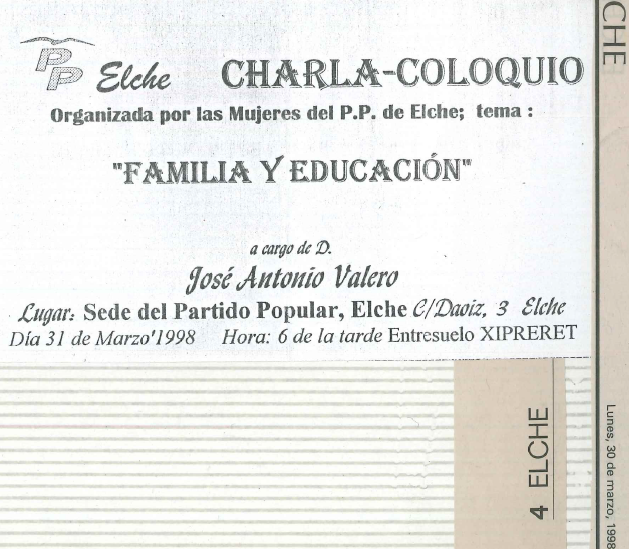 PP Elche CHARLA-COLOQUIO
Organizada por las Mujeres del P.P. de Elche; tema :
"FAMILIA Y EDUCACIÓN"
a cargo de D.
José Antonio Valero
Lugar: Sede del Partido Popular, Elche C/Daoiz, 3 Elche
Día 31 de Marzo'1998 Hora: 6 de la tarde Entresuelo XIPRERET
4 ELCHE
CHE
Lunes, 30 de marzo, 1998